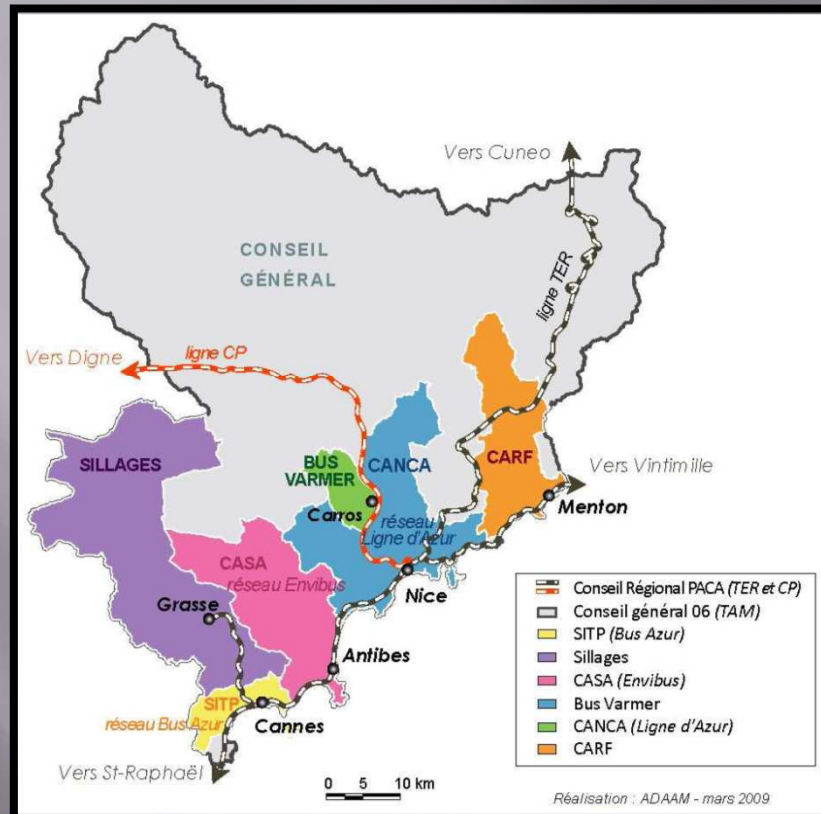 Vers Cuneo
CONSEIL
GÉNÉRAL
ligne TER
Vers Digne
ligne CP
SILLAGES
BUS
VARMER
CANCA
CARF
Vers Vintimille
Carros
réseau
Ligne d'Azur
Menton
CASA
réseau Envibus
Nice
Grasse
Antibes
SITP
réseau Bus Azur
Cannes
Vers St-Raphaël
0 5 10 km
Conseil Régional PACA (TER et CP)
Conseil général 06 (TAM)
SITP (Bus Azur)
Sillages
CASA (Envibus)
Bus Varmer
CANCA (Ligne d'Azur)
CARF
Réalisation : ADAAM - mars 2009